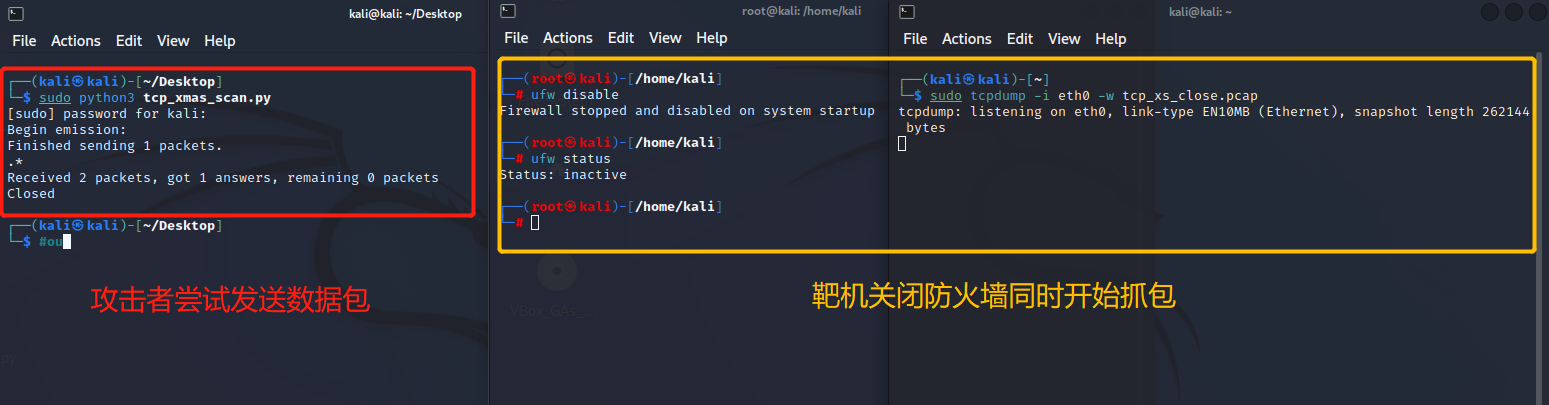 kali@kali: ~/Desktop
File Actions Edit View Help
┌──(kali㉿kali)-[~/Desktop]
└─$ sudo python3 tcp_xmas_scan.py
[sudo] password for kali:
Begin emission:
Finished sending 1 packets.
.*
Received 2 packets, got 1 answers, remaining 0 packets
Closed
┌──(kali㉿kali)-[~/Desktop]
└─$ #ou
攻击者尝试发送数据包
root@kali: /home/kali
File Actions Edit View Help
┌──(root㉿kali)-[/home/kali]
└─# ufw disable
Firewall stopped and disabled on system startup
┌──(root㉿kali)-[/home/kali]
└─# ufw status
Status: inactive
┌──(root㉿kali)-[/home/kali]
└─#
VBox_GAs_...
kali@kali: ~
File Actions Edit View Help
┌──(kali㉿kali)-[~]
└─$ sudo tcpdump -i eth0 -w tcp_xs_close.pcap
tcpdump: listening on eth0, link-type EN10MB (Ethernet), snapshot length 262144
bytes
靶机关闭防火墙同时开始抓包